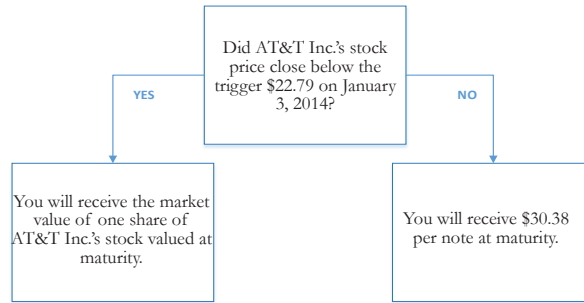 Did AT&T Inc.'s stock
price close below the
trigger $22.79 on January
3, 2014?
YES
NO
You will receive the market
value of one share of
AT&T Inc.'s stock valued at
maturity.
You will receive $30.38
per note at maturity.